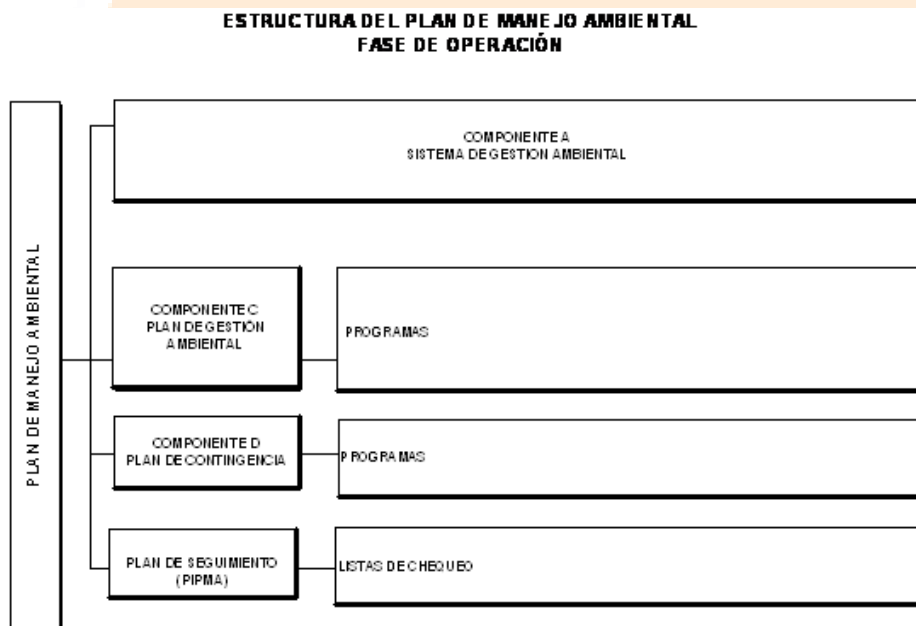 ESTRUCTURA DEL PLAN DE MANEJO AMBIENTAL
FASE DE OPERACIÓN
PLAN DE MANEJO AMBIENTAL
COMPONENTE A
SISTEMA DE GESTION AMBIENTAL
COMPONENTE C
PLAN DE GESTIÓN
AMBIENTAL
PROGRAMAS
COMPONENTE D
PLAN DE CONTINGENCIA
PROGRAMAS
PLAN DE SEGUIMIENTO
(PIPMA)
LISTAS DE CHEQUEO